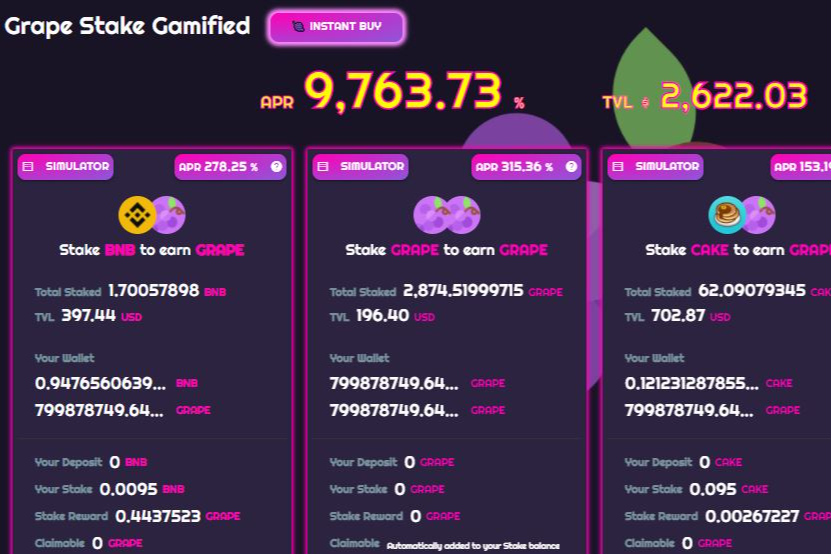 Grape Stake Gamified INSTANT BUY
APR 9,763.73 % TVL $ 2,622.03
SIMULATOR APR 278,25 %
Stake BNB to earn GRAPE
Total Staked 1,70057898 BNB
TVL 397.44 USD
Your Wallet
0.9476560639... BNB
799878749.64... GRAPE
Your Deposit 0 BNB
Your Stake 0.0095 BNB
Stake Reward 0.4437523 GRAPE
Claimable 0 GRAPE
SIMULATOR APR 315,36 %
Stake GRAPE to earn GRAPE
Total Staked 2,874,51999715 GRAPE
TVL 196.40 USD
Your Wallet
799878749.64... GRAPE
799878749.64... GRAPE
Your Deposit 0 GRAPE
Your Stake 0 GRAPE
Stake Reward 0 GRAPE
Claimable Automatically added to your Stake balance
SIMULATOR APR 153,19
Stake CAKE to earn GRAP
Total Staked 62.09079345 CAK
TVL 702.87 USD
Your Wallet
0.121231287855... CAKE
799878749.64... GRAPE
Your Deposit 0 CAKE
Your Stake 0.095 CAKE
Stake Reward 0.00267227 GRAP
Claimable 0 GRAPE